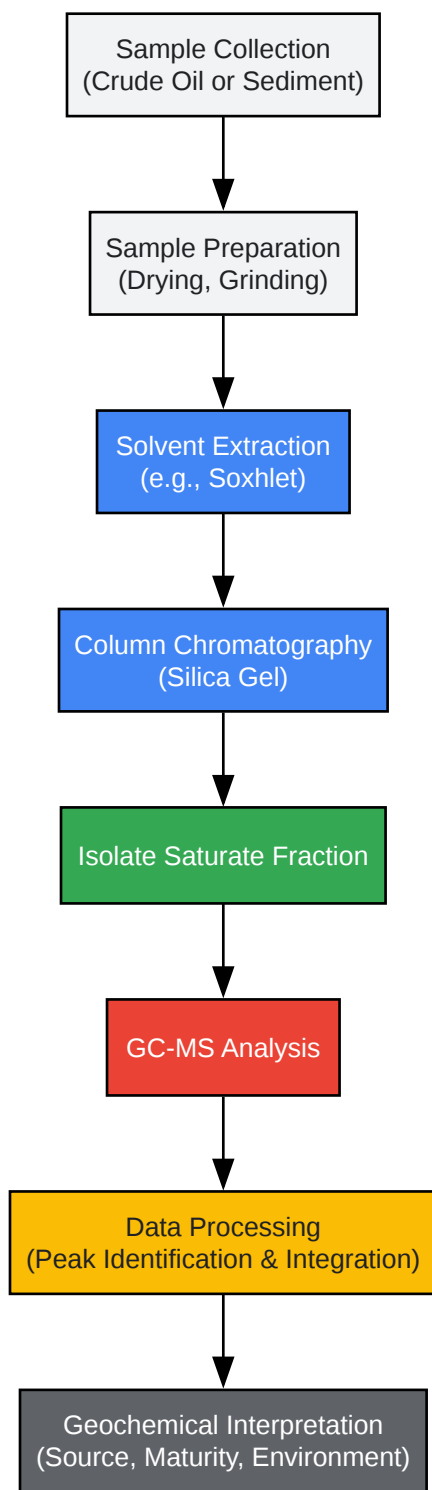 Sample Collection
(Crude Oil or Sediment)
Sample Preparation
(Drying, Grinding)
Solvent Extraction
(e.g., Soxhlet)
Column Chromatography
(Silica Gel)
Isolate Saturate Fraction
GC-MS Analysis
Data Processing
(Peak Identification & Integration)
Geochemical Interpretation
(Source, Maturity, Environment)